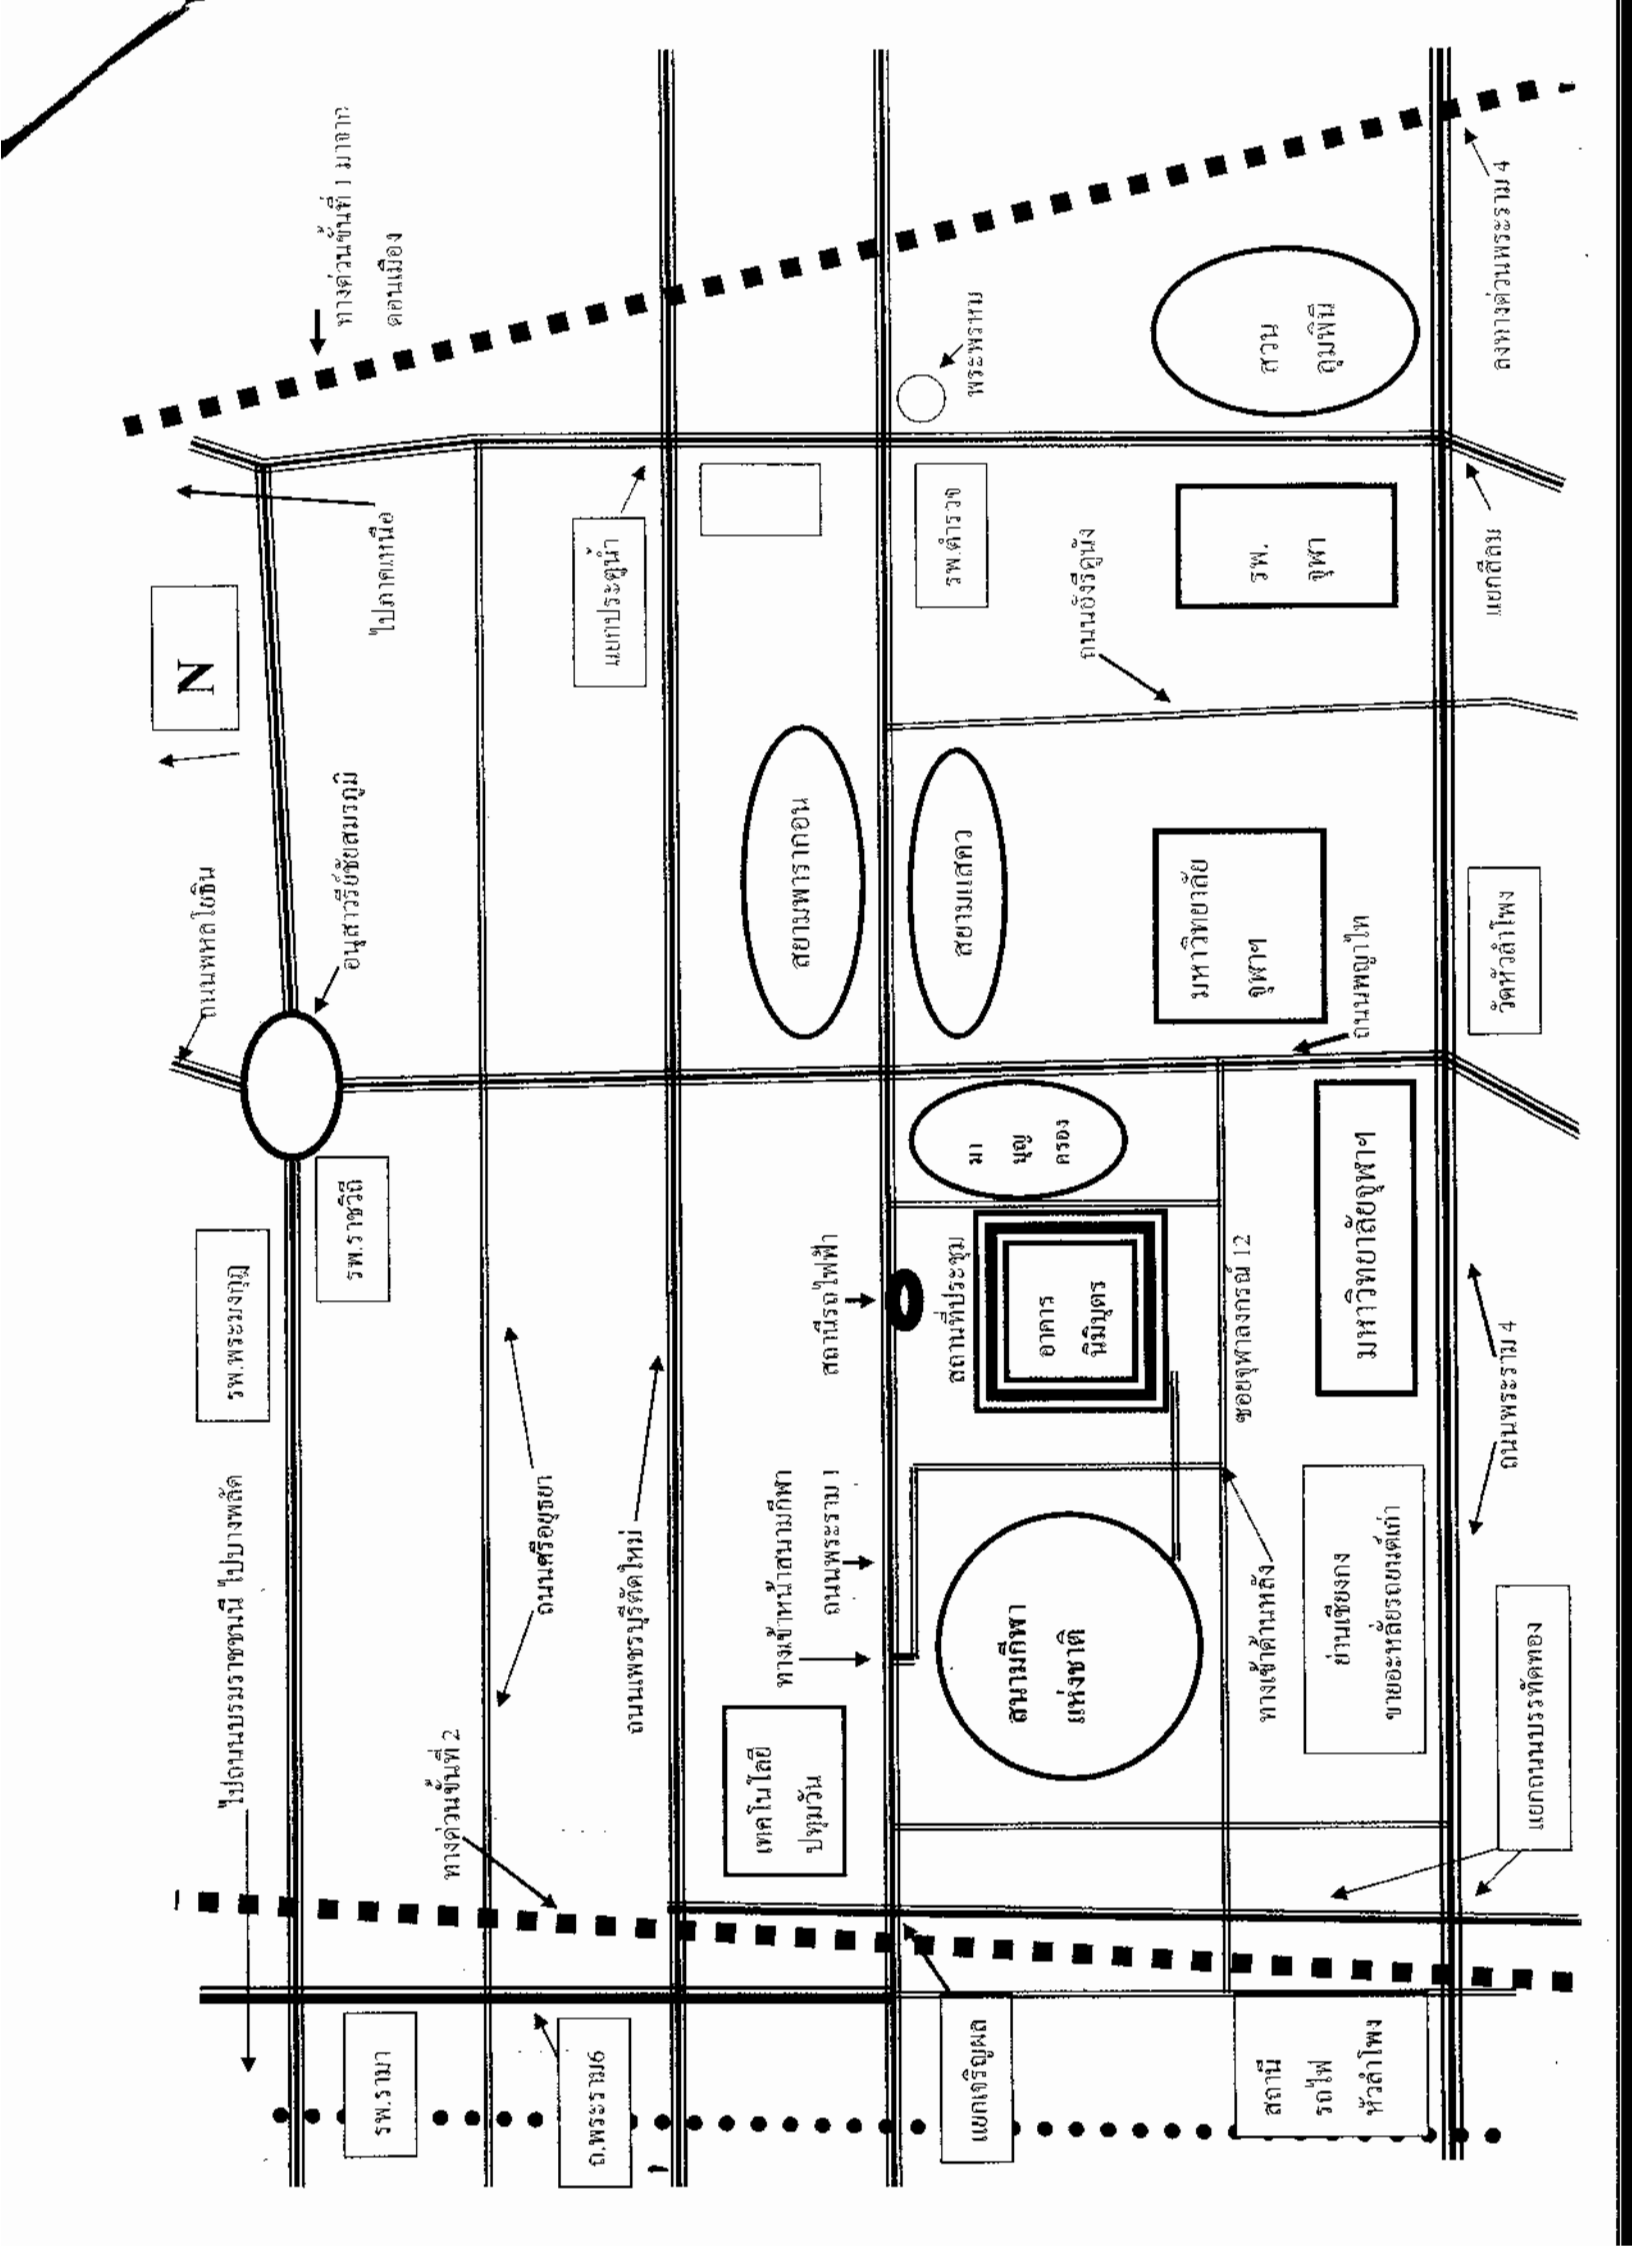 N
ทางด่วนขั้นที่ 1 มาจาก
ดอนเมือง
ไปภาคเหนือ
ถนนพหลโยธิน
อนุสาวรีย์ชัยสมรภูมิ
รพ.พระมงกุฎ
รพ.ราชวิถี
ไปถนนบรมราชชนนี ไปบางพลัด
ทางด่วนขั้นที่ 2
รพ.รามา
ถ.พระราม6
ถนนศรีอยุธยา
ถนนเพชรบุรีตัดใหม่
แยกประตูน้ำ
สยามพารากอน
สถานีรถไฟฟ้า
ทางเข้าหน้าสนามกีฬา
ถนนพระราม 1
เทคโนโลยี
ปทุมวัน
พระพรหม
รพ.ตำรวจ
สยามแสควว์
มา
บุญ
ครอง
สถานที่ประชุม
อาคาร
นิมิบุตร
สนามกีฬา
แห่งชาติ
แยกเจริญผล
ถนนอังรีดูนัง
สวน
ลุมพินี
รพ.
จุฬา
มหาวิทยาลัย
จุฬาฯ
ถนนพญาไท
ซอยจุฬาลงกรณ์ 12
ทางเข้าด้านหลัง
มหาวิทยาลัยจุฬาฯ
ย่านเชียงกง
ขายอะหลั่ยรถยนต์เก่า
สถานี
รถไฟ
หัวลำโพง
ลงทางด่วนพระราม 4
แยกสีลม
วัดหัวลำโพง
ถนนพระราม 4
แยกถนนบรรทัดทอง